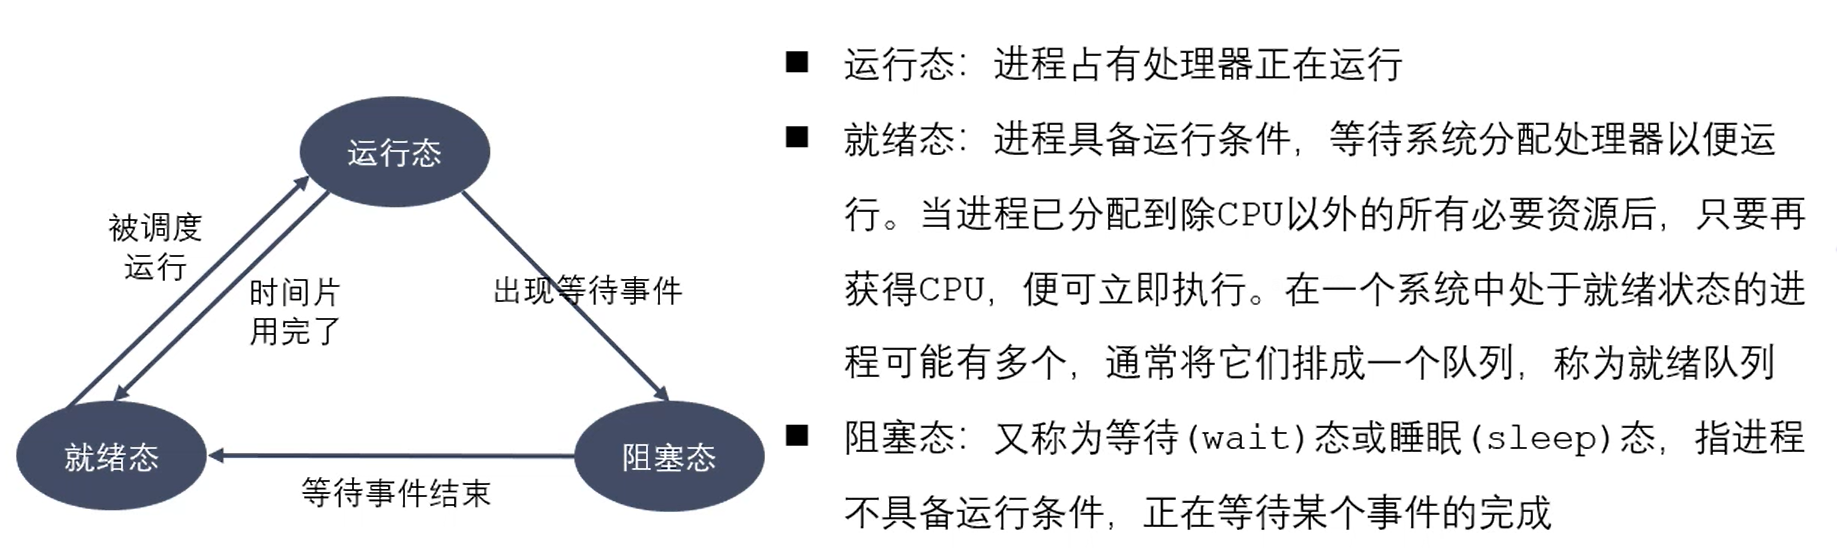 运行态
被调度
运行
时间片
用完了
出现等待事件
就绪态
阻塞态
等待事件结束
■ 运行态：进程占有处理器正在运行
■ 就绪态：进程具备运行条件，等待系统分配处理器以便运
行。当进程已分配到除CPU以外的所有必要资源后，只要再
获得CPU，便可立即执行。在一个系统中处于就绪状态的进
程可能有多个，通常将它们排成一个队列，称为就绪队列
■ 阻塞态：又称为等待(wait)态或睡眠(sleep)态，指进程
不具备运行条件，正在等待某个事件的完成